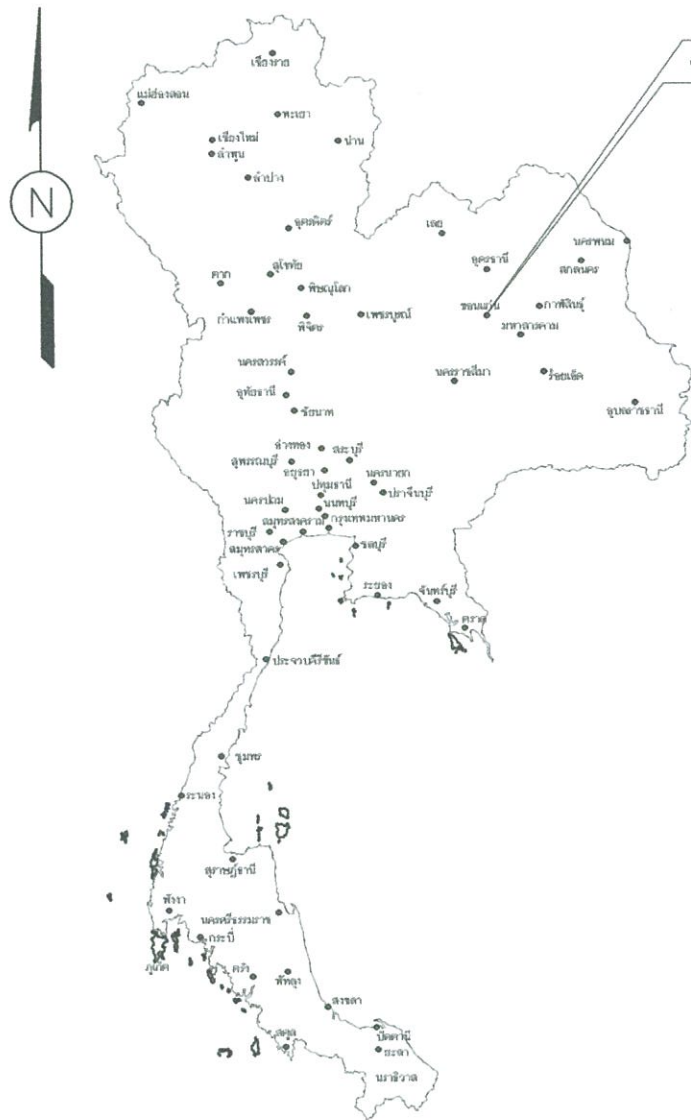 เชียงราย
แม่ฮ่องสอน
พะเยา
เชียงใหม่
น่าน
ลำพูน
ลำปาง
อุตรดิตถ์
เลย
นครพนม
อุดรธานี
สกลนคร
สุโขทัย
ตาก
พิษณุโลก
กำแพงเพชร
พิจิตร
เพชรบูรณ์
ขอนแก่น
กาฬสินธุ์
มหาสารคาม
นครสวรรค์
นครราชสีมา
ร้อยเอ็ด
อุทัยธานี
ชัยนาท
อุบลราชธานี
อ่างทอง
สระบุรี
สุพรรณบุรี
อยุธยา
นครนายก
ปทุมธานี
ปราจีนบุรี
นครปฐม
นนทบุรี
สมุทรสงคราม
กรุงเทพมหานคร
ราชบุรี
สมุทรสาคร
ชลบุรี
เพชรบุรี
ระยอง
จันทร์บุรี
ตราด
ประจวบคีรีขันธ์
ชุมพร
ระนอง
สุราษฎ์ธานี
พังงา
นครศรีธรรมราช
กระบี่
ภูเก็ต
ตรัง
พัทลุง
สงขลา
สตูล
ปัตตานี
ยะลา
นราธิวาส
N